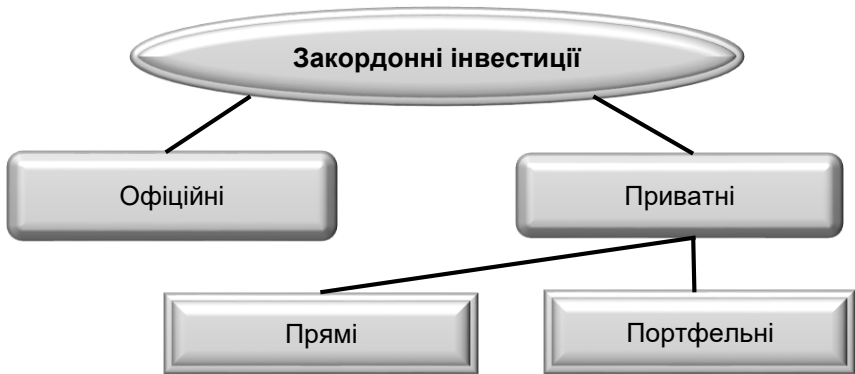 Закордонні інвестиції
Офіційні
Приватні
Прямі
Портфельні